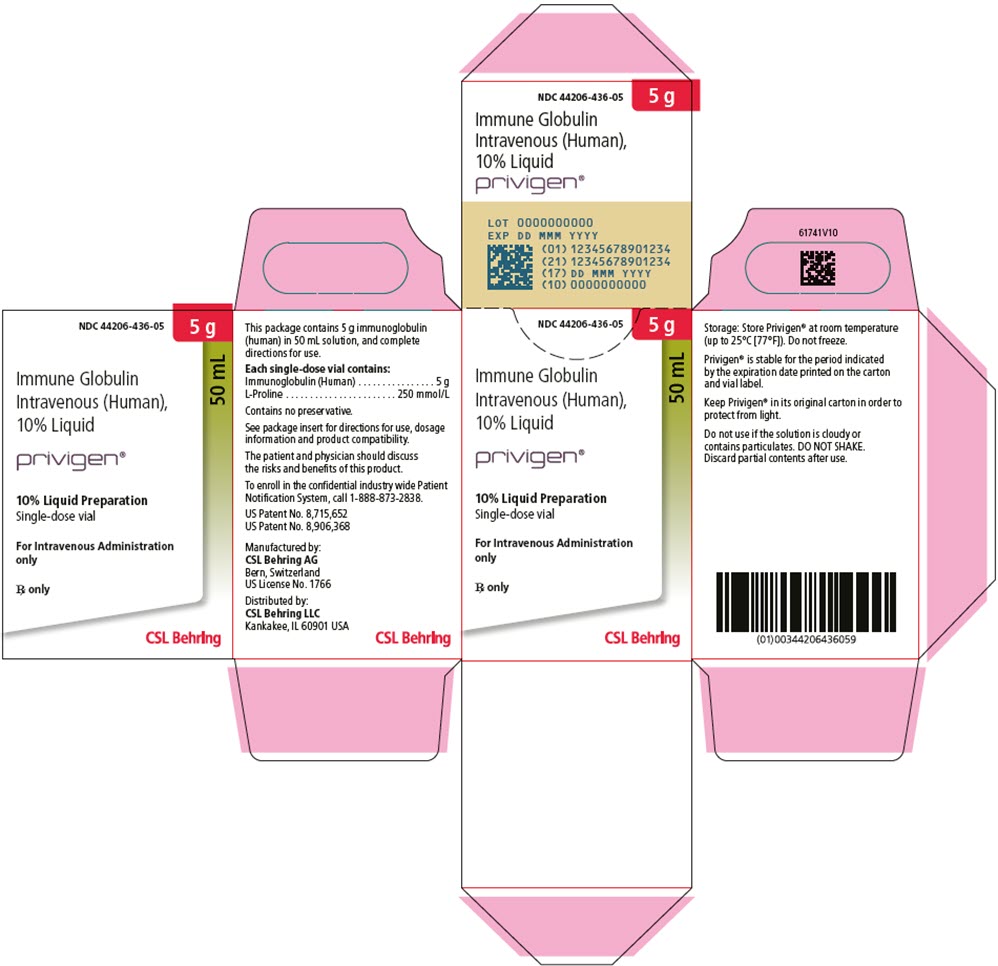 NDC 44206-436-05
5 g
Immune Globulin
Intravenous (Human),
10% Liquid
privigen®
LOT 0000000000
EXP DD MMM YYYY
(01) 12345678901234
(21) 12345678901234
(17) DD MMM YYYY
(10) 0000000000
61741V10
NDC 44206-436-05
5 g
50 mL
Immune Globulin
Intravenous (Human),
10% Liquid
privigen®
10% Liquid Preparation
Single-dose vial
For Intravenous Administration
only
℞ only
CSL Behring
This package contains 5 g immunoglobulin
(human) in 50 mL solution, and complete
directions for use.
Each single-dose vial contains:
Immunoglobulin (Human) . . . . . . . . . . . . . . . . 5 g
L-Proline . . . . . . . . . . . . . . . . . . . . . . . 250 mmol/L
Contains no preservative.
See package insert for directions for use, dosage
information and product compatibility.
The patient and physician should discuss
the risks and benefits of this product.
To enroll in the confidential industry wide Patient
Notification System, call 1-888-873-2838.
US Patent No. 8,715,652
US Patent No. 8,906,368
Manufactured by:
CSL Behring AG
Bern, Switzerland
US License No. 1766
Distributed by:
CSL Behring LLC
Kankakee, IL 60901 USA
CSL Behring
NDC 44206-436-05
5 g
50 mL
Immune Globulin
Intravenous (Human),
10% Liquid
privigen®
10% Liquid Preparation
Single-dose vial
For Intravenous Administration
only
℞ only
CSL Behring
Storage: Store Privigen® at room temperature
(up to 25ºC [77ºF]). Do not freeze.
Privigen® is stable for the period indicated
by the expiration date printed on the carton
and vial label.
Keep Privigen® in its original carton in order to
protect from light.
Do not use if the solution is cloudy or
contains particulates. DO NOT SHAKE.
Discard partial contents after use.
(01)00344206436059